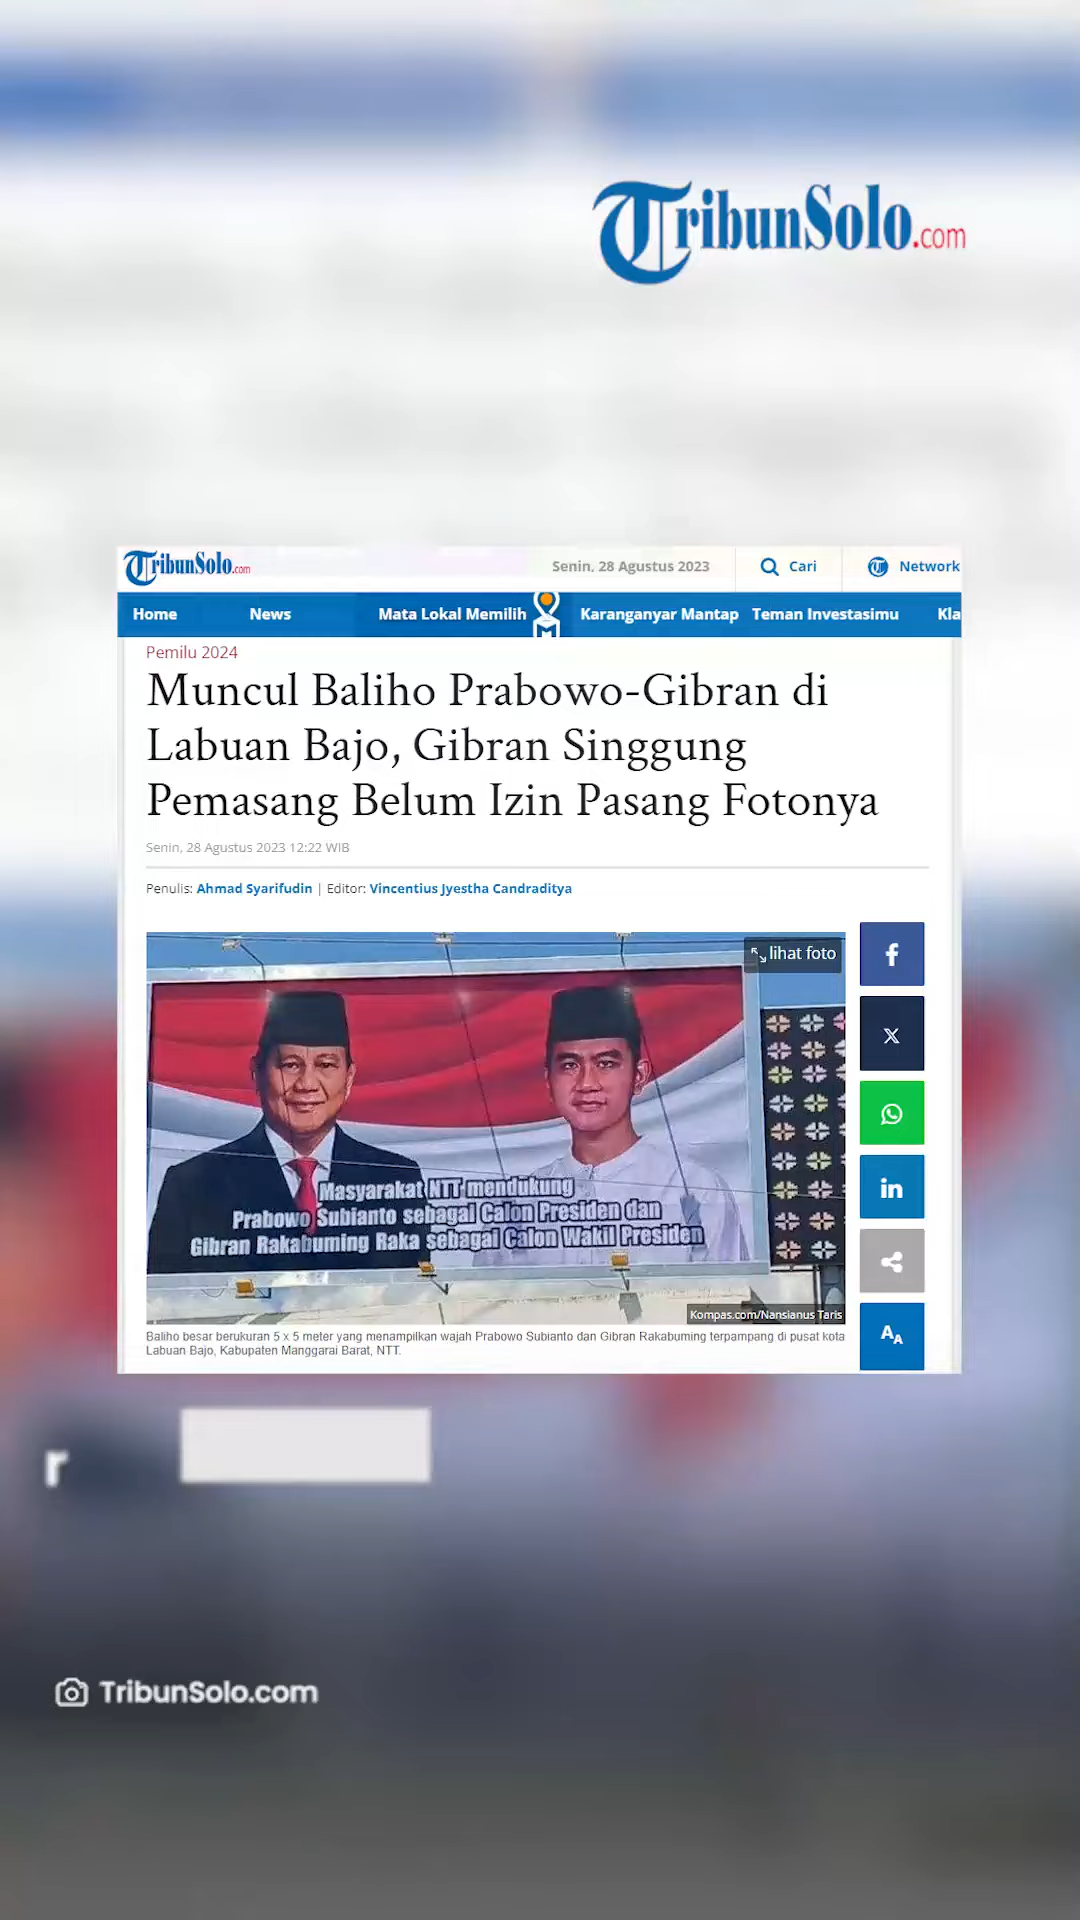 TribunSolo.com
TribunSolo.com
Senin, 28 Agustus 2023
Cari
Network
Home News Mata Lokal Memilih Karanganyar Mantap Teman Investasimu Kla
Pemilu 2024
Muncul Baliho Prabowo-Gibran di
Labuan Bajo, Gibran Singgung
Pemasang Belum Izin Pasang Fotonya
Senin, 28 Agustus 2023 12:22 WIB
Penulis: Ahmad Syarifudin | Editor: Vincentius Jyestha Candraditya
lihat foto
Masyarakat NTT mendukung
Prabowo Subianto sebagai Calon Presiden dan
Gibran Rakabuming Raka sebagai Calon Wakil Presiden
Kompas.com/Nansianus Taris
Baliho besar berukuran 5 x 5 meter yang menampilkan wajah Prabowo Subianto dan Gibran Rakabuming terpampang di pusat kota
Labuan Bajo, Kabupaten Manggarai Barat, NTT.
r
TribunSolo.com